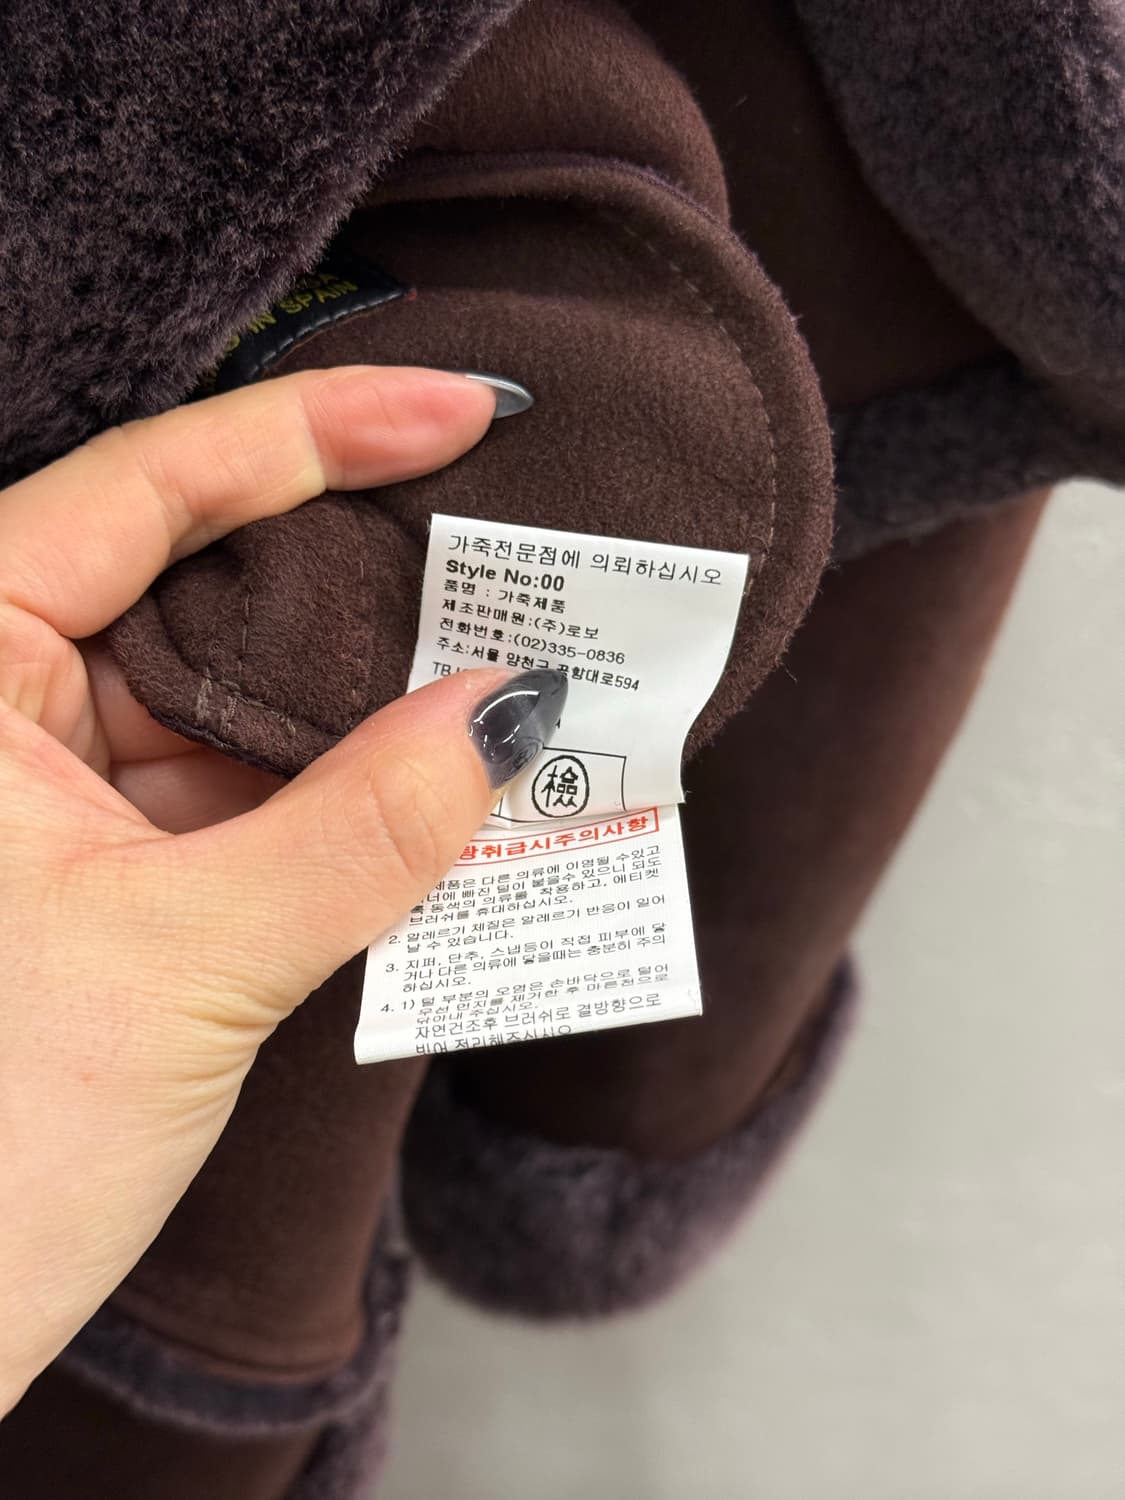 IN SPAIN
가죽전문점에 의뢰하십시오
Style No:00
품명 : 가죽제품
제조판매원:(주)로보
전화번호:(02)335-0836
주소:서울 양천구 공항대로594
檢
취급시주의사항
제품은 다른 의류에 이염될 수있고
빠진 털이 붙을수 있으니 되도
동색의 의류를 착용하고, 에티켓
브러쉬를 휴대하십시오.
2. 알레르기 체질은 알레르기 반응이 일어
날 수 있습니다.
3. 지퍼, 단추, 스냅등이 직접 피부에 닿
거나 다른 의류에 닿을때는 충분히 주의
하십시오.
4. 1) 털 부분의 오염은 손바닥으로 털어
우선 먼지를 제거한 후 마른천으로
닦아내 주십시오.
자연건조후 브러쉬로 결방향으로
빗어 정리해주십시오